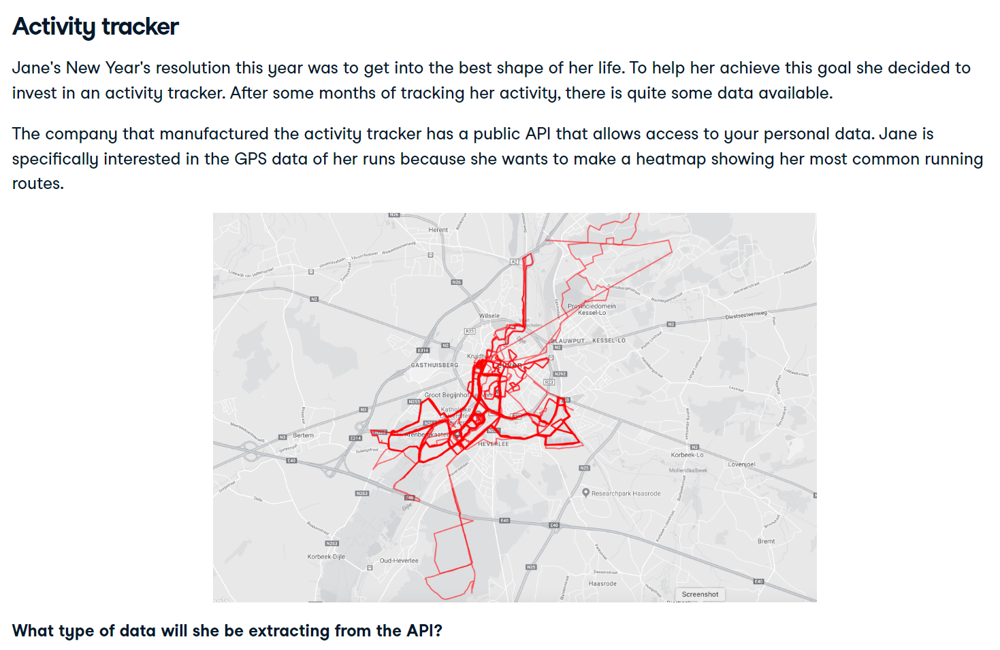 Activity tracker
Jane's New Year's resolution this year was to get into the best shape of her life. To help her achieve this goal she decided to
invest in an activity tracker. After some months of tracking her activity, there is quite some data available.
The company that manufactured the activity tracker has a public API that allows access to your personal data. Jane is
specifically interested in the GPS data of her runs because she wants to make a heatmap showing her most common running
routes.
N26
Herent
A2
N26
N2
Provinciedomein
Kessel-Lo
Wilsele
Diestsesteenweg
N2
R23
BLAUWPUT
KESSEL-LO
N2
E314
N2
GASTHUISBERG
N292
R23
Groot Begijnhof
N253
N3
Katholieke
Bertem
N3
E314
HEVERLEE
N3
Korbeek-Lo
E40
Lovenjoel
Mollendaalbeek
N25
N253
Researchpark Haasrode
Dijle
E40
E40
Bremt
N253
Korbeek-Dijle
Oud-Heverlee
N25
E40
Haasrode
Screenshot
What type of data will she be extracting from the API?